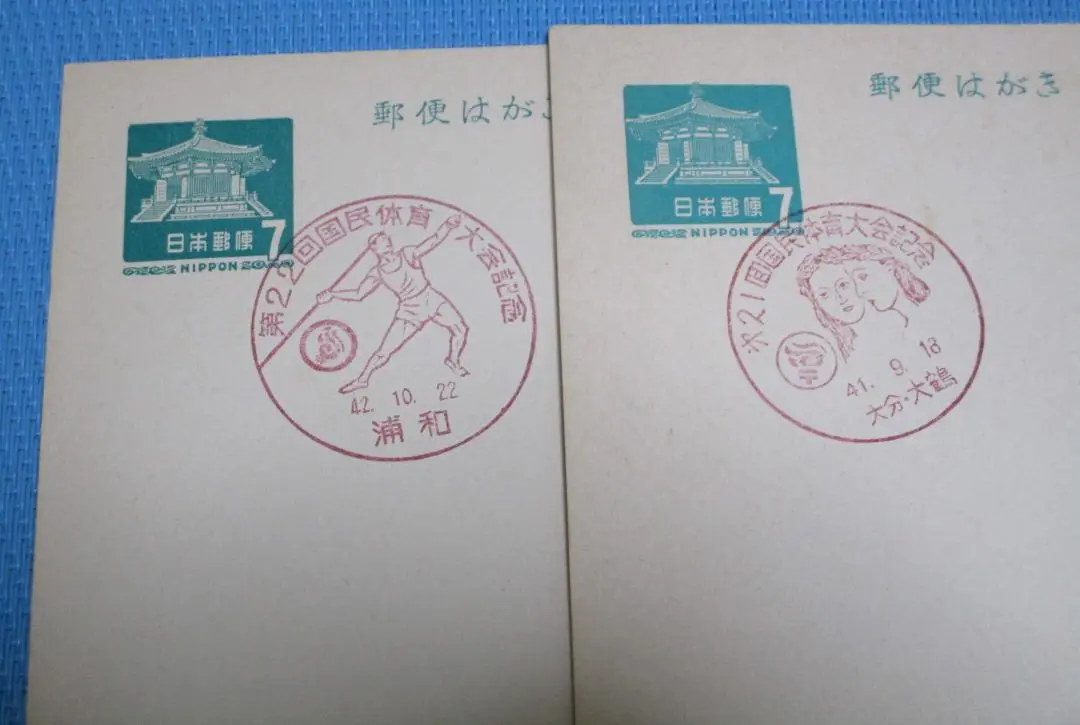 郵便はが
日本郵便
7
NIPPON
第22回国民体育大会記念
42.10.22
浦和
郵便はがき
日本郵便
7
NIPPON
第21回国民体育大会記念
41.9.18
大分・大鶴